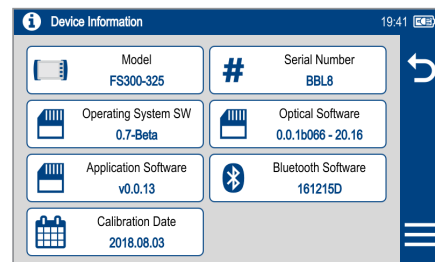 Device Information
19:41
Model
FS300-325
# Serial Number
BBL8
Operating System SW
0.7-Beta
Optical Software
0.0.1b066 - 20.16
Application Software
v0.0.13
Bluetooth Software
161215D
Calibration Date
2018.08.03